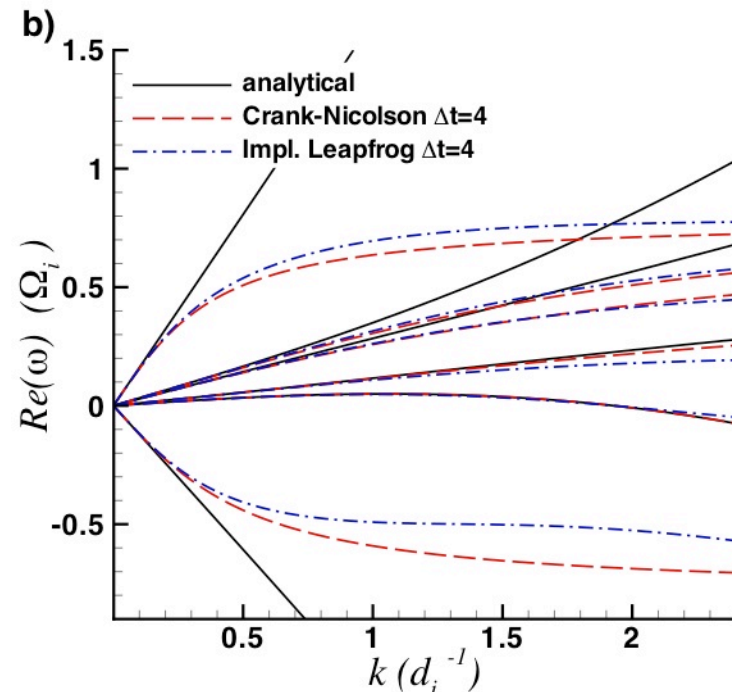 b)
1.5
analytical
Crank-Nicolson Δt=4
Impl. Leapfrog Δt=4
1
0.5
0
-0.5
Re(ω) (Ω_i)
0.5 1 1.5 2
k (d_i^-1)